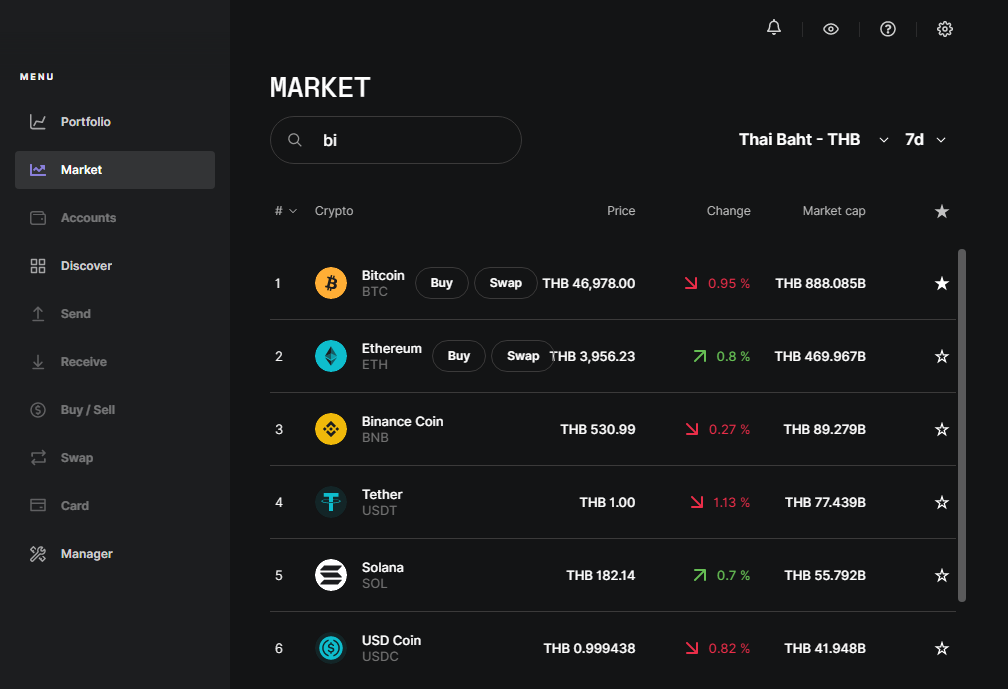 MENU
Portfolio
Market
Accounts
Discover
Send
Receive
Buy / Sell
Swap
Card
Manager
MARKET
bi
Thai Baht - THB 7d
# Crypto Price Change Market cap
1 Bitcoin BTC Buy Swap THB 46,978.00 0.95 % THB 888.085B
2 Ethereum ETH Buy Swap THB 3,956.23 0.8 % THB 469.967B
3 Binance Coin BNB THB 530.99 0.27 % THB 89.279B
4 Tether USDT THB 1.00 1.13 % THB 77.439B
5 Solana SOL THB 182.14 0.7 % THB 55.792B
6 USD Coin USDC THB 0.999438 0.82 % THB 41.948B